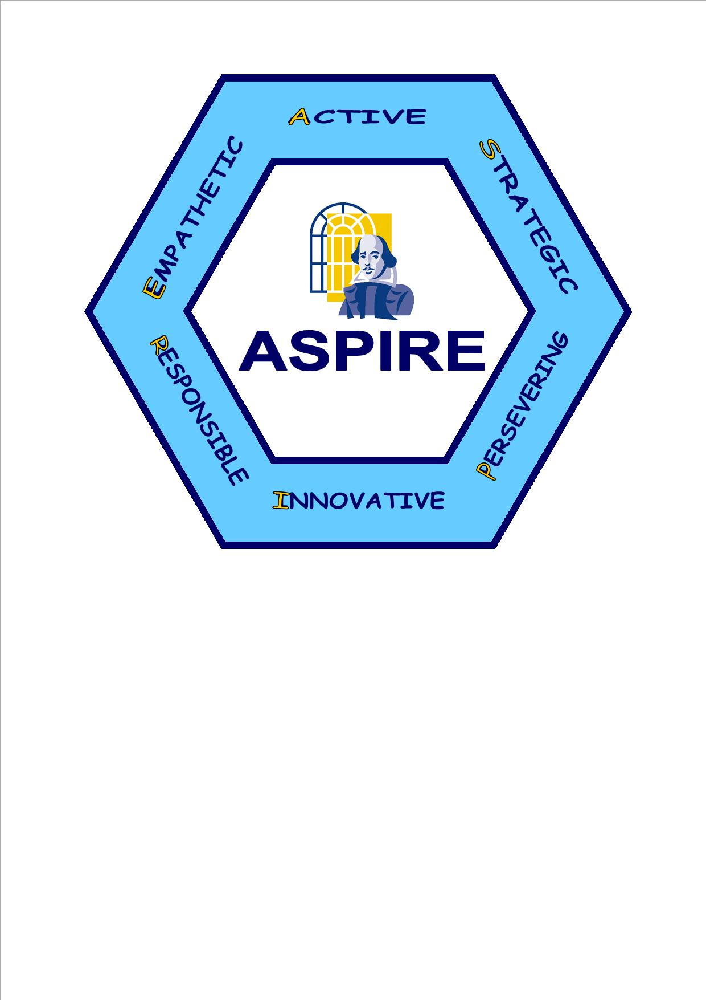 ACTIVE
STRATEGIC
PERSEVERING
INNOVATIVE
RESPONSIBLE
EMPATHETIC
ASPIRE